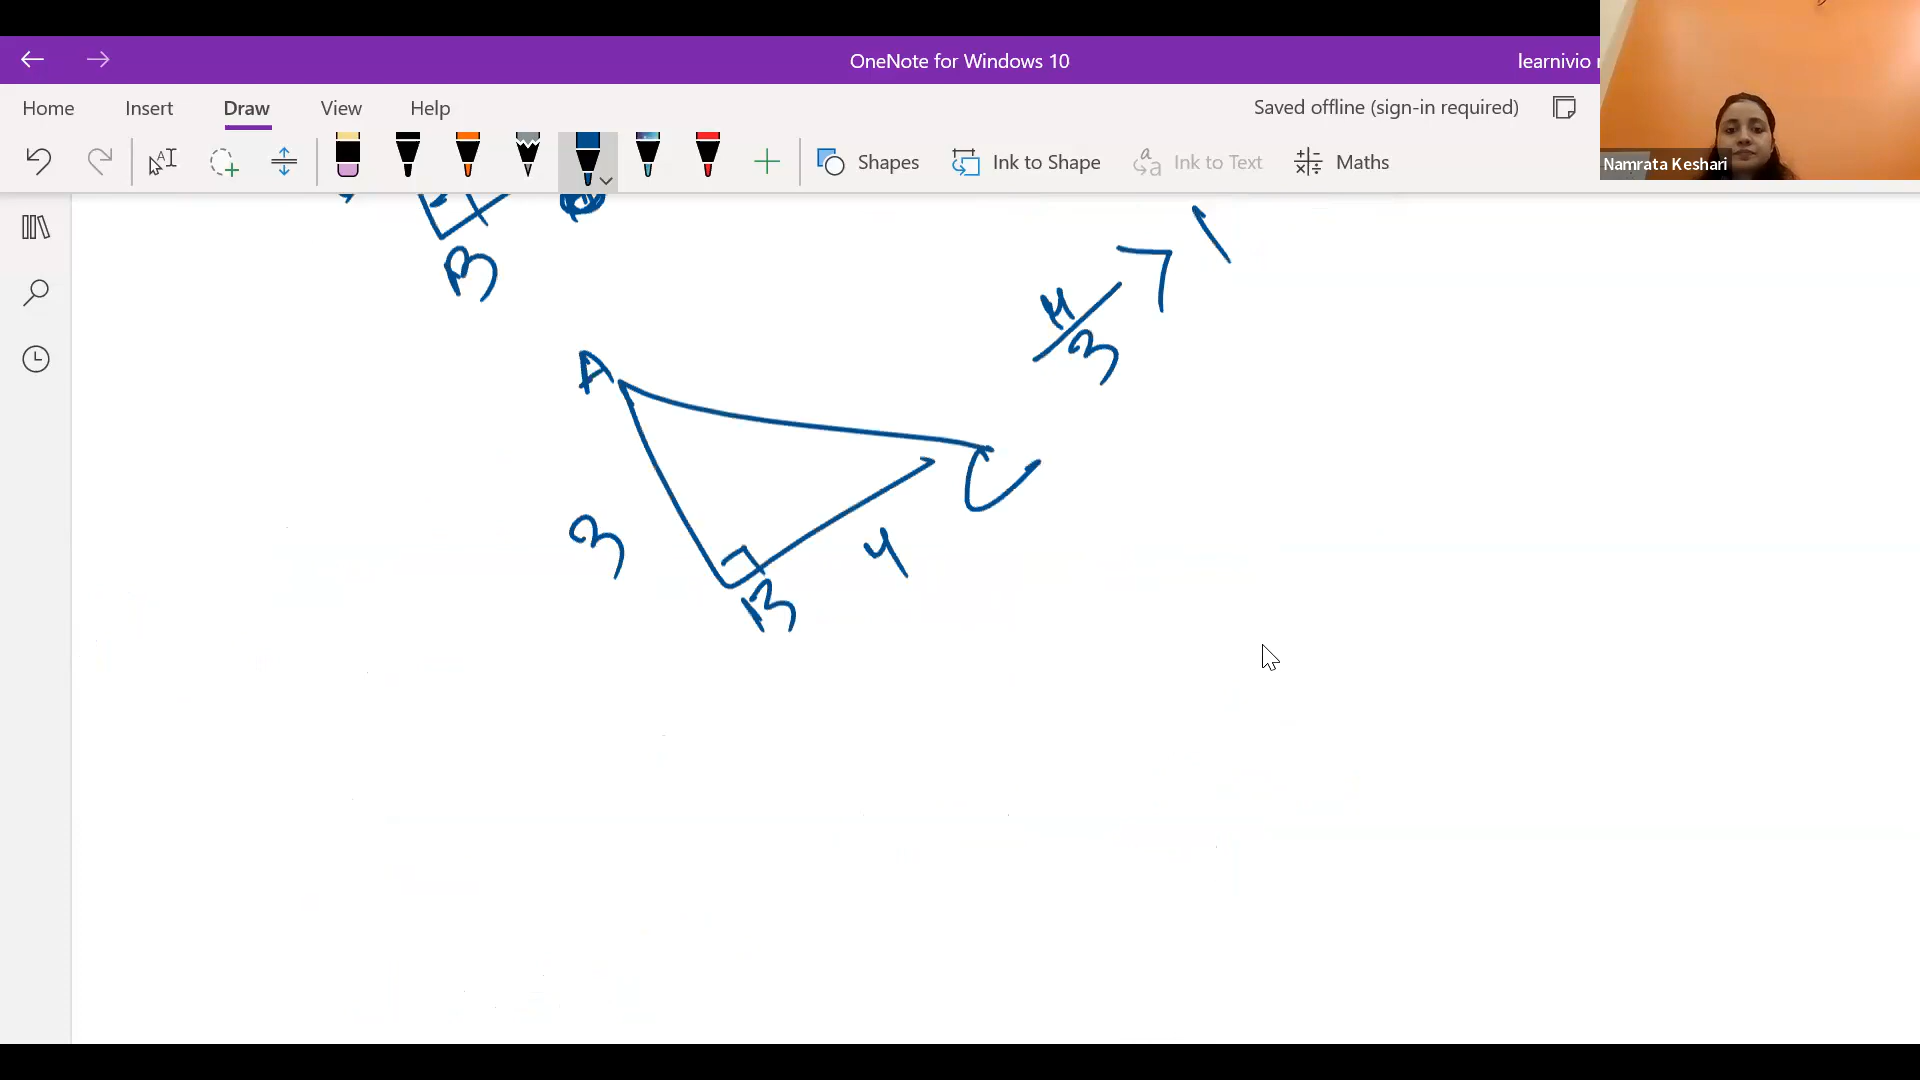 OneNote for Windows 10
learnivio
Home Insert Draw View Help
Saved offline (sign-in required)
Shapes Ink to Shape Ink to Text Maths
Namrata Keshari
B
4/3 > 1
A
C
3
4
B